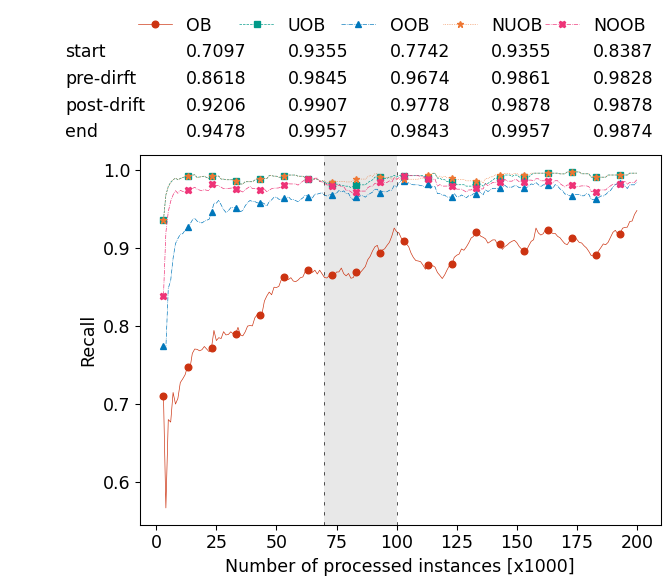 OB UOB OOB NUOB NOOB
start 0.7097 0.9355 0.7742 0.9355 0.8387
pre-dirft 0.8618 0.9845 0.9674 0.9861 0.9828
post-drift 0.9206 0.9907 0.9778 0.9878 0.9878
end 0.9478 0.9957 0.9843 0.9957 0.9874
1.0
0.9
0.8
0.7
0.6
Recall
0 25 50 75 100 125 150 175 200
Number of processed instances [x1000]